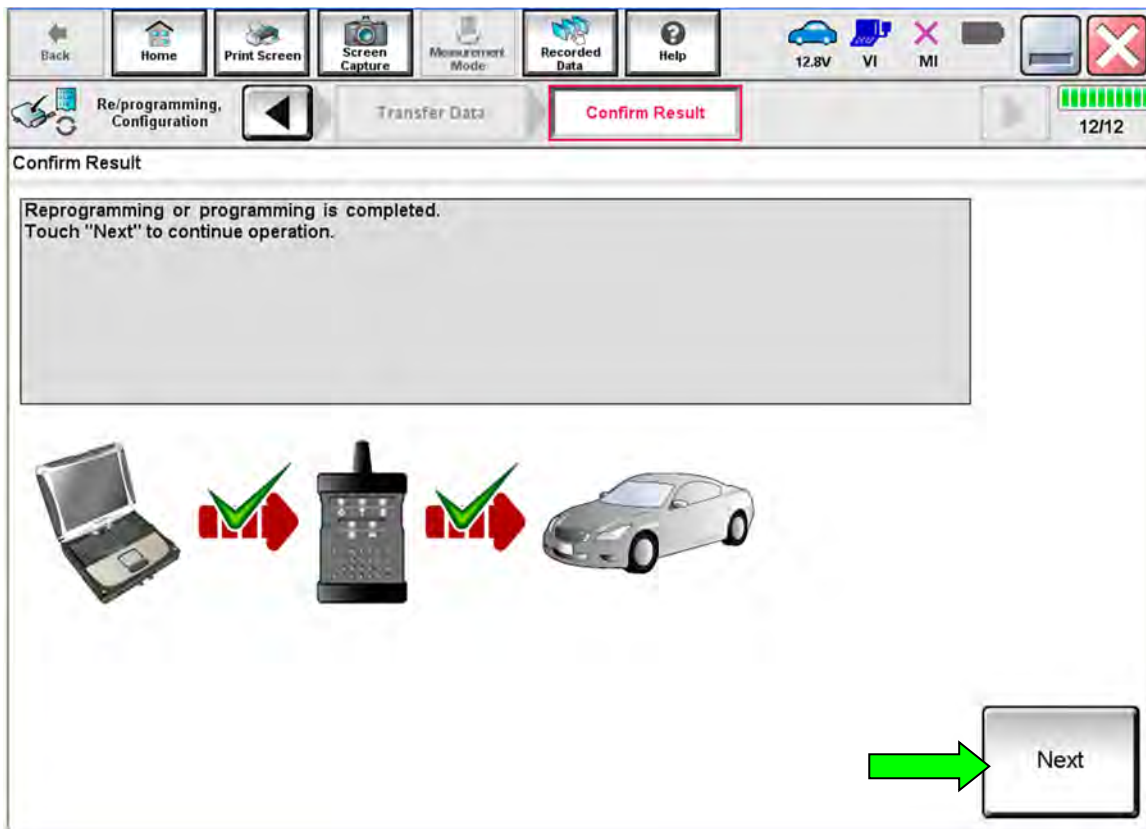 Back
Home
Print Screen
Screen
Capture
Measurement
Mode
Recorded
Data
Help
12.8V
VI
MI
Re/programming,
Configuration
Transfer Data
Confirm Result
12/12
Confirm Result
Reprogramming or programming is completed.
Touch "Next" to continue operation.
Next